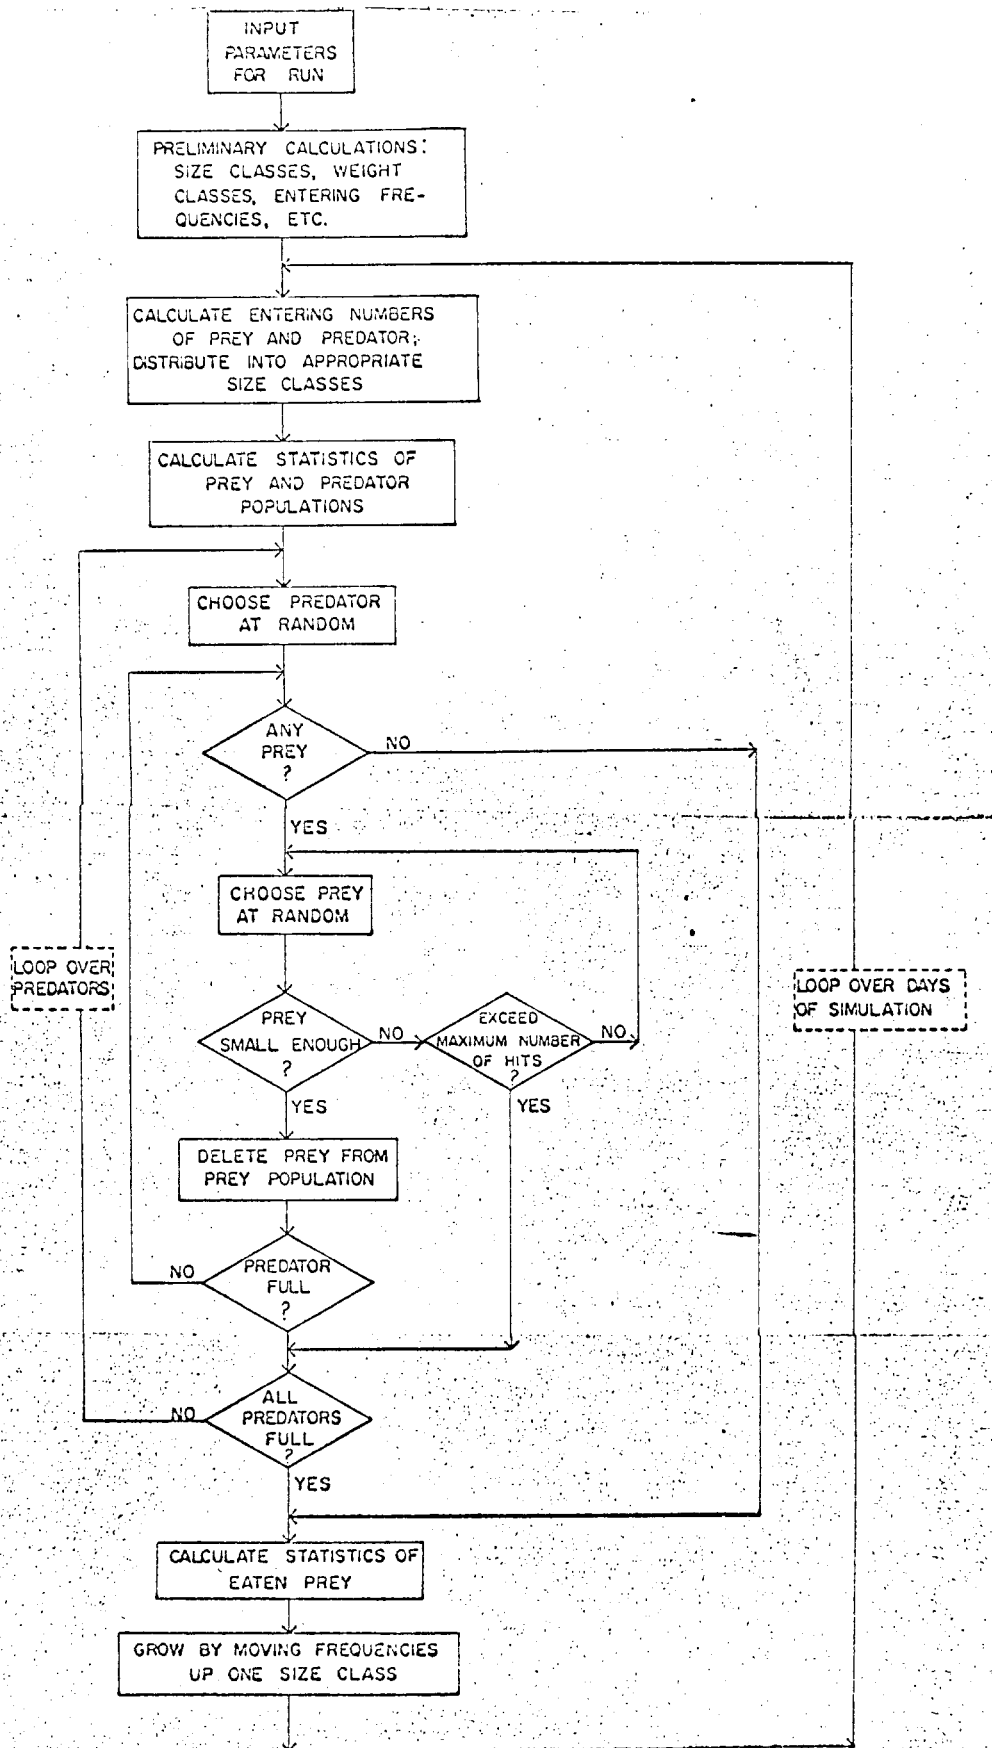 INPUT
PARAMETERS
FOR RUN
PRELIMINARY CALCULATIONS:
SIZE CLASSES, WEIGHT
CLASSES, ENTERING FRE-
QUENCIES, ETC.
CALCULATE ENTERING NUMBERS
OF PREY AND PREDATOR;
DISTRIBUTE INTO APPROPRIATE
SIZE CLASSES
CALCULATE STATISTICS OF
PREY AND PREDATOR
POPULATIONS
CHOOSE PREDATOR
AT RANDOM
ANY
PREY
?
NO
YES
CHOOSE PREY
AT RANDOM
LOOP OVER
PREDATORS
LOOP OVER DAYS
OF SIMULATION
PREY
SMALL ENOUGH
?
NO
EXCEED
MAXIMUM NUMBER
OF HITS
?
NO
YES
YES
DELETE PREY FROM
PREY POPULATION
PREDATOR
FULL
?
NO
ALL
PREDATORS
FULL
?
NO
YES
CALCULATE STATISTICS OF
EATEN PREY
GROW BY MOVING FREQUENCIES
UP ONE SIZE CLASS